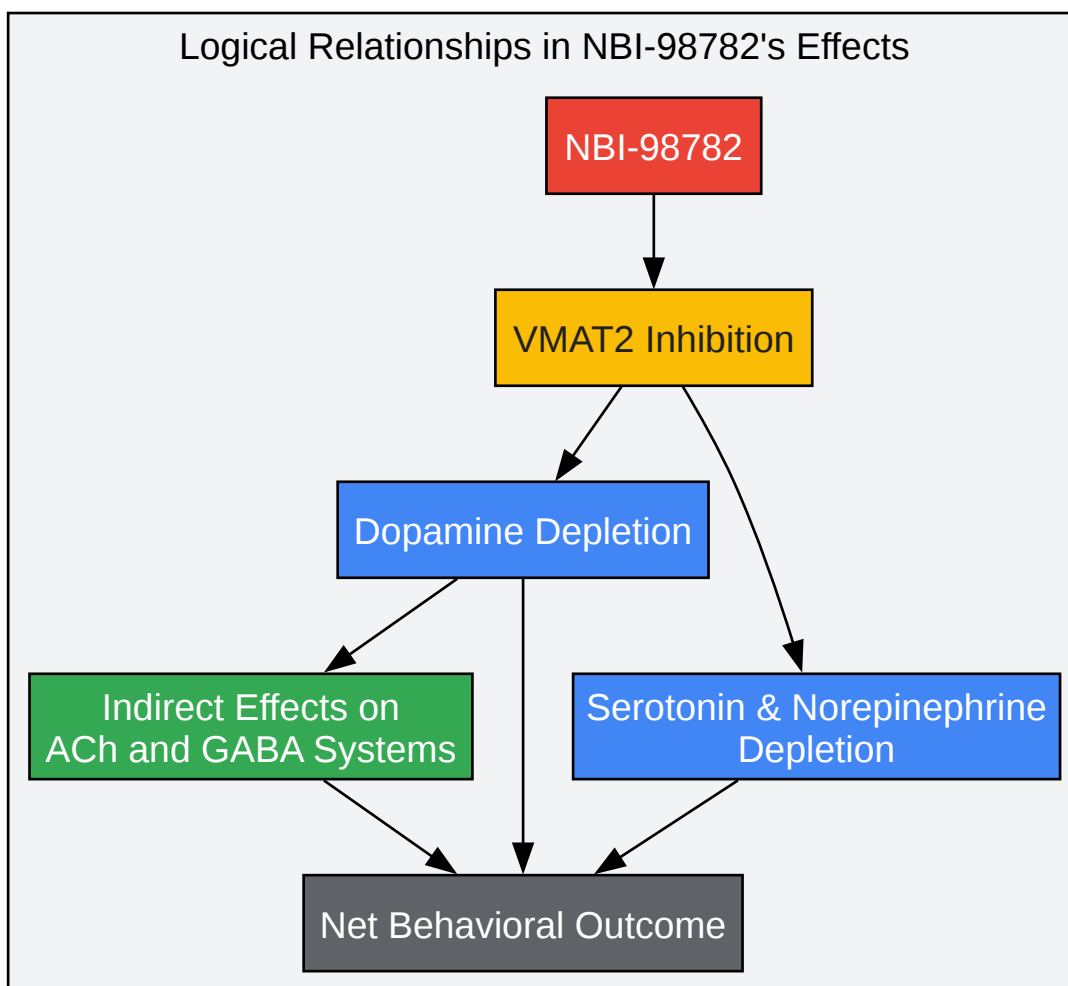 Logical Relationships in NBI-98782's Effects
NBI-98782
VMAT2 Inhibition
Dopamine Depletion
Indirect Effects on
ACh and GABA Systems
Serotonin & Norepinephrine
Depletion
Net Behavioral Outcome